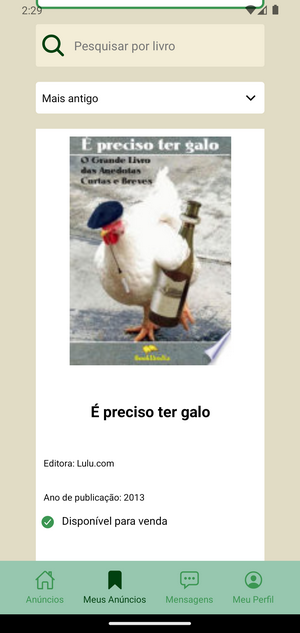 2:29
Pesquisar por livro
Mais antigo
É preciso ter galo
O Grande Livro
das Anedotas
Curtas e Breves
É preciso ter galo
Editora: Lulu.com
Ano de publicação: 2013
Disponível para venda
Anúncios
Meus Anúncios
Mensagens
Meu Perfil